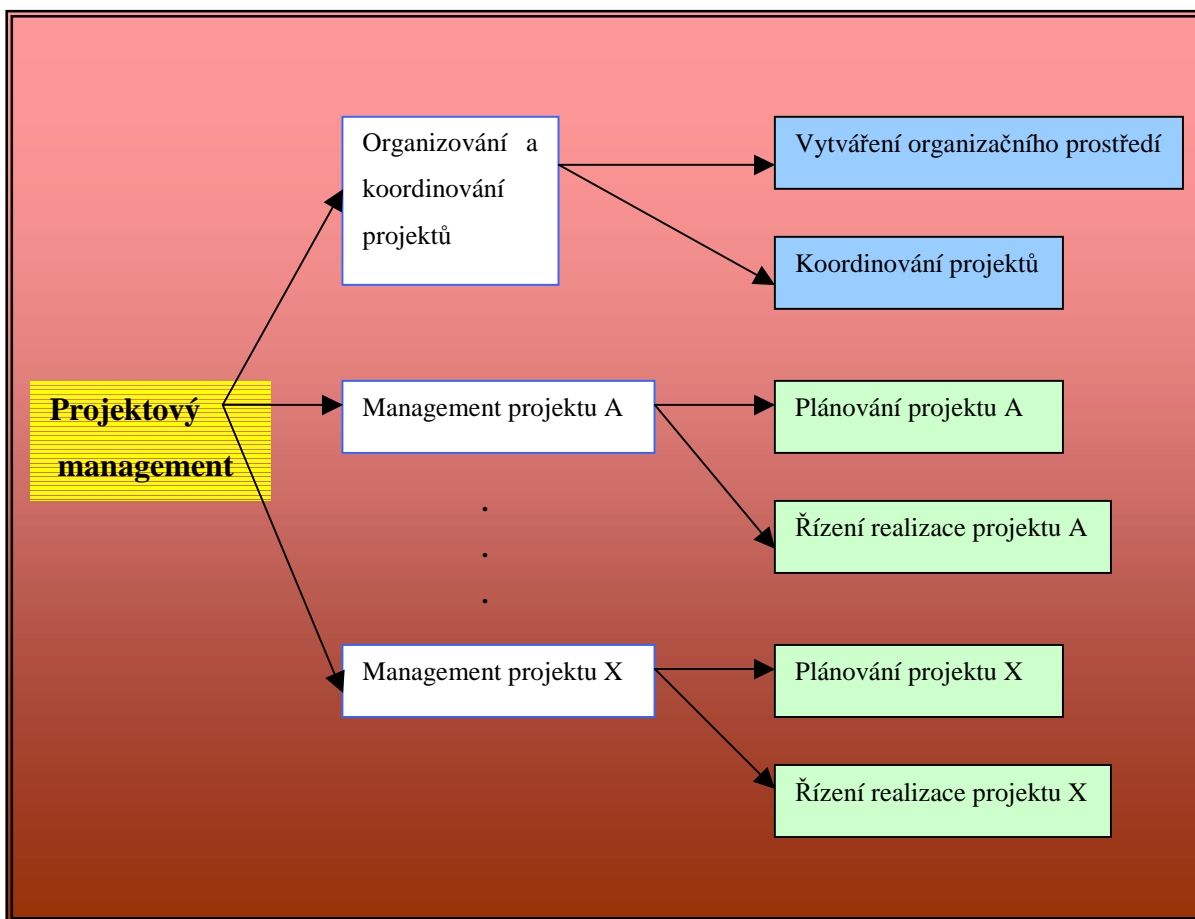 Organizování a
koordinování
projektů
Vytváření organizačního prostředí
Koordinování projektů
Projektový
management
Management projektu A
Plánování projektu A
Řízení realizace projektu A
.
.
.
Management projektu X
Plánování projektu X
Řízení realizace projektu X